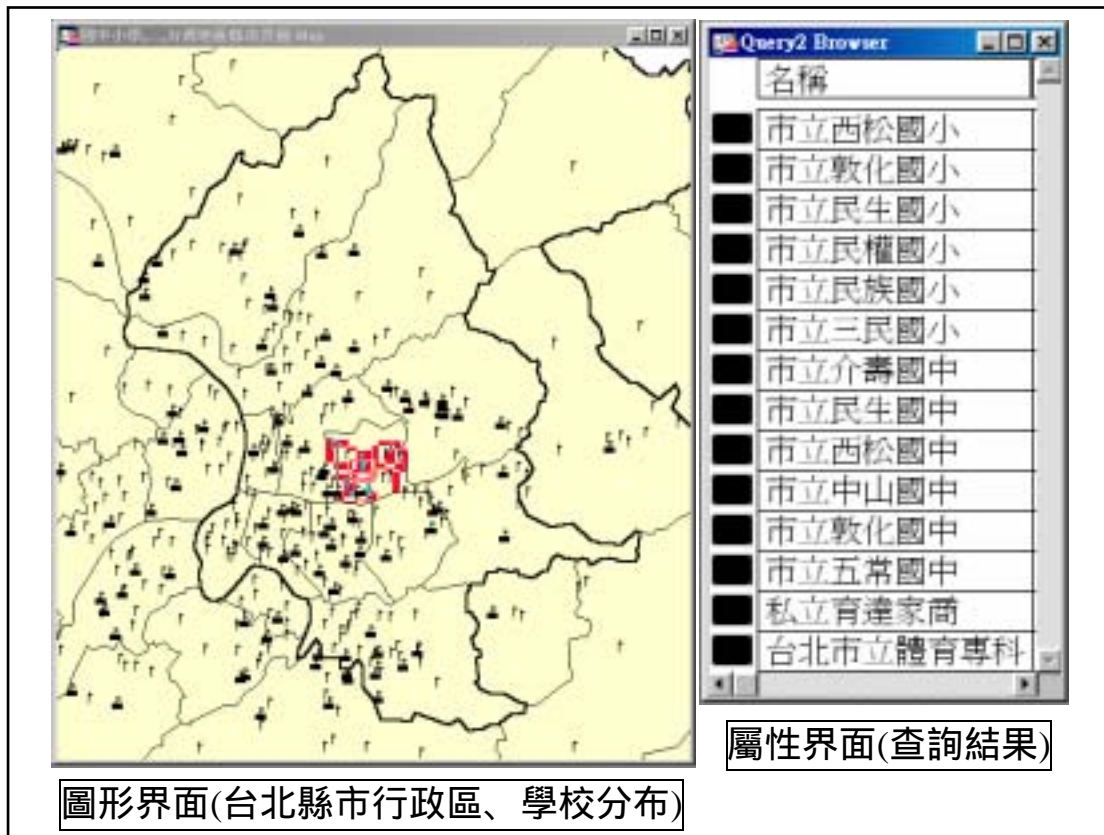 Query2 Browser
名稱
市立西松國小
市立敦化國小
市立民生國小
市立民權國小
市立民族國小
市立三民國小
市立介壽國中
市立民生國中
市立西松國中
市立中山國中
市立敦化國中
市立五常國中
私立育達家商
台北市立體育專科
屬性界面(查詢結果)
圖形界面(台北縣市行政區、學校分布)